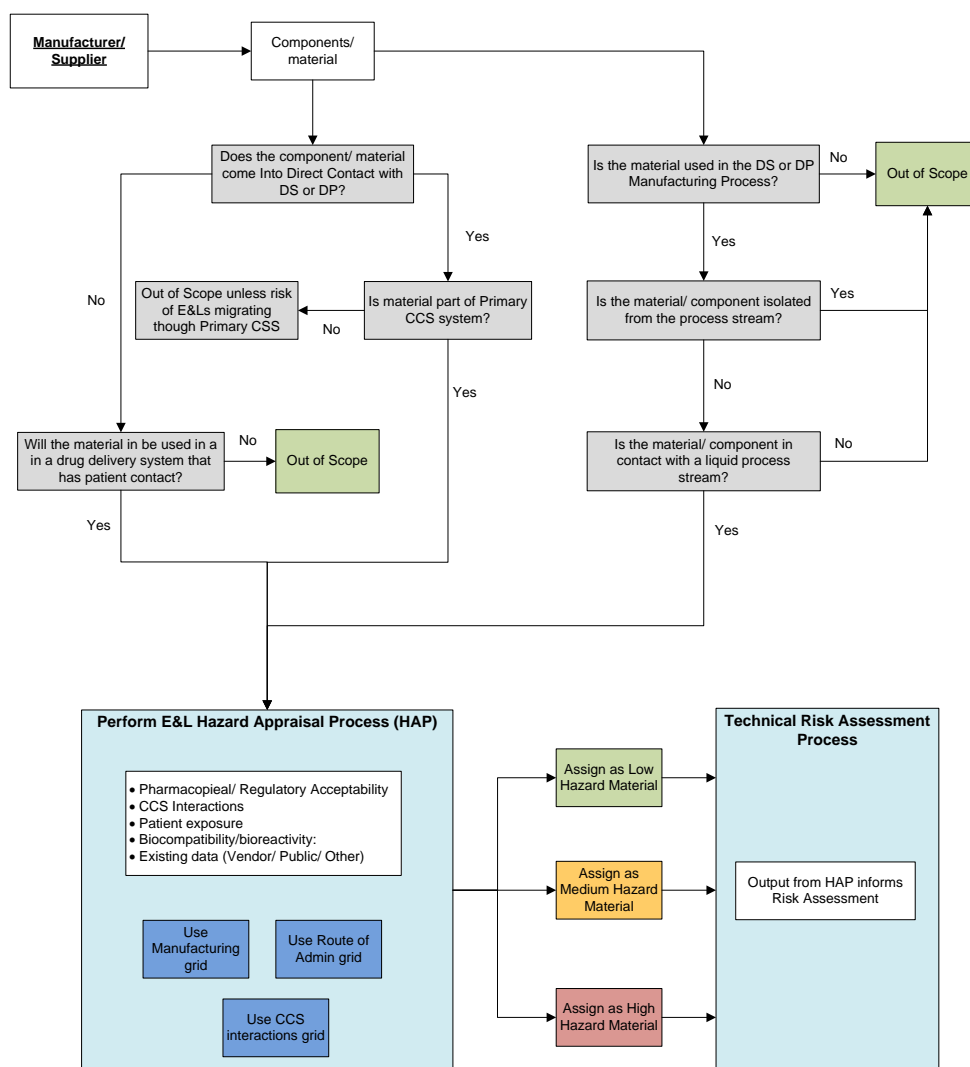 Manufacturer/
Supplier
Components/
material
Does the component/ material
come Into Direct Contact with
DS or DP?
Is the material used in the DS or DP
Manufacturing Process?
No
Out of Scope
Yes
Yes
No
Out of Scope unless risk
of E&Ls migrating
though Primary CSS
No
Is material part of Primary
CCS system?
Is the material/ component isolated
from the process stream?
Yes
Yes
No
Will the material in be used in a
in a drug delivery system that
has patient contact?
No
Out of Scope
Is the material/ component in
contact with a liquid process
stream?
No
Yes
Yes
Perform E&L Hazard Appraisal Process (HAP)
• Pharmacopieal/ Regulatory Acceptability
• CCS Interactions
• Patient exposure
• Biocompatibility/bioreactivity:
• Existing data (Vendor/ Public/ Other)
Use
Manufacturing
grid
Use Route of
Admin grid
Use CCS
interactions grid
Assign as Low
Hazard Material
Assign as
Medium Hazard
Material
Assign as High
Hazard Material
Technical Risk Assessment
Process
Output from HAP informs
Risk Assessment